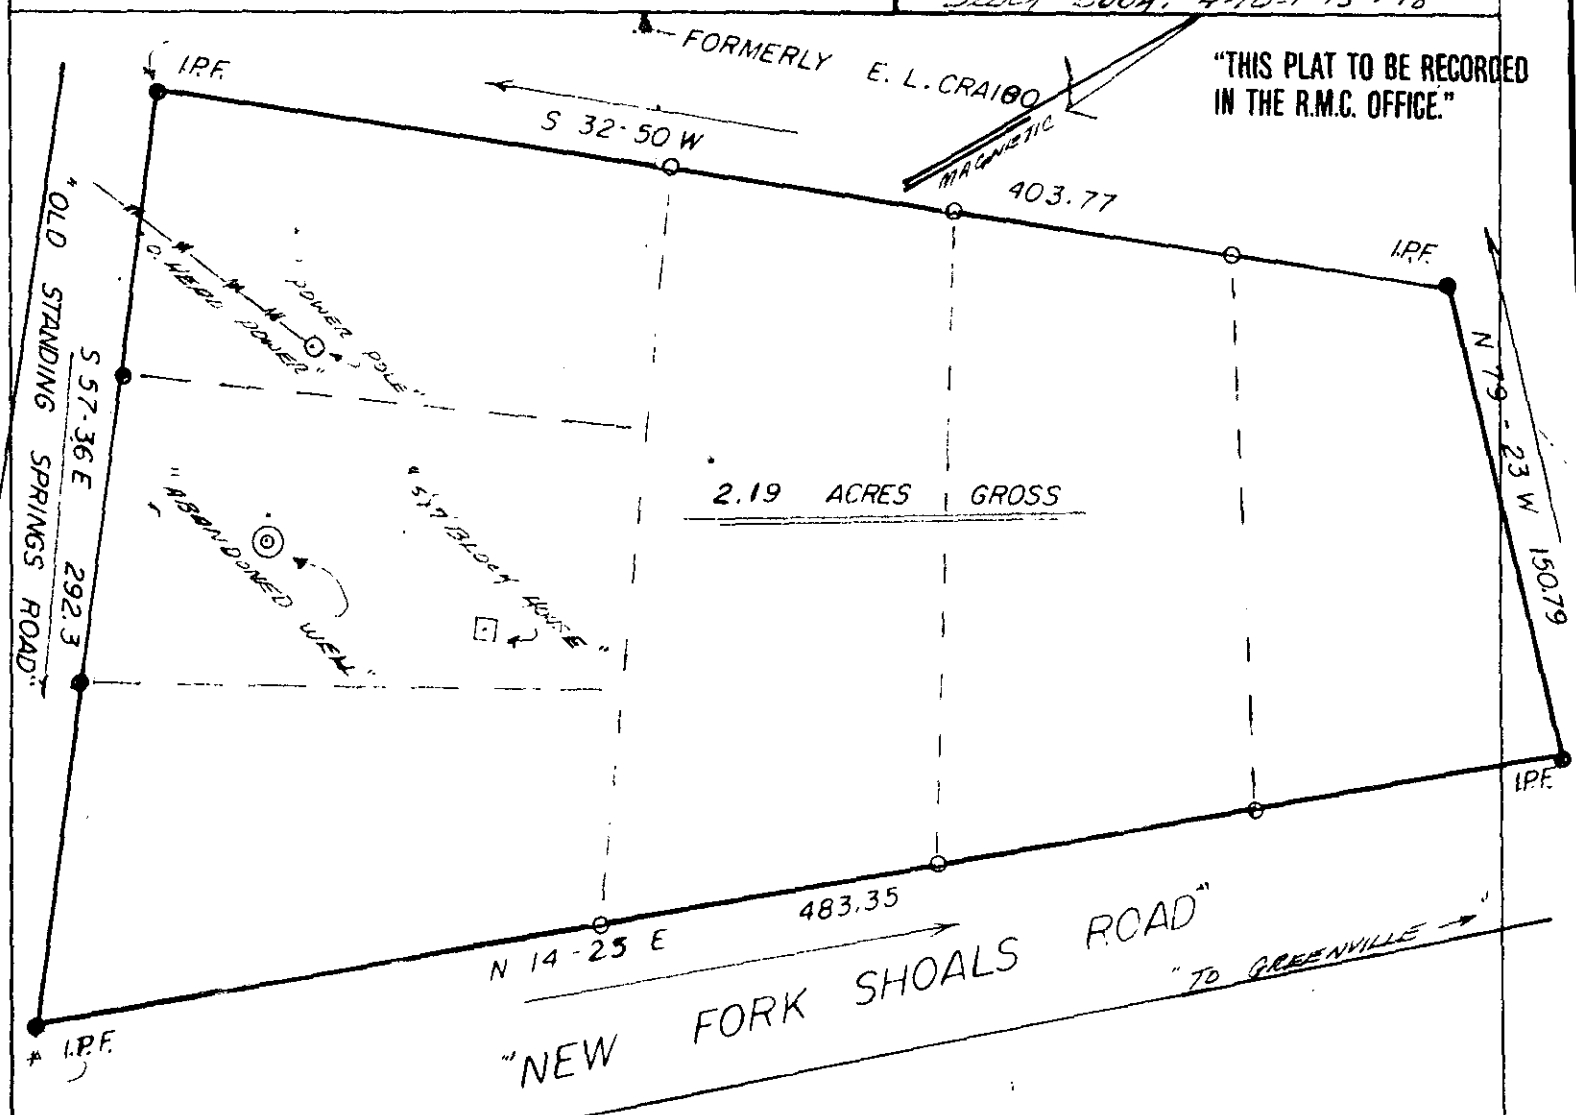 "THIS PLAT TO BE RECORDED
IN THE R.M.C. OFFICE."
FORMERLY E. L. CRAIGO
I.P.F.
S 32-50 W
MAGNETIC
403.77
I.P.F.
"OLD STANDING SPRINGS ROAD"
S 57-36 E 292.3
"O. HEAD POWER"
"POWER POLE"
N 79-23 W 150.79
2.19 ACRES GROSS
"ABANDONED WELL"
BLOCK HOUSE"
I.P.F.
483.35
N 14-25 E
"NEW FORK SHOALS ROAD"
"TO GREENVILLE"
I.P.F.